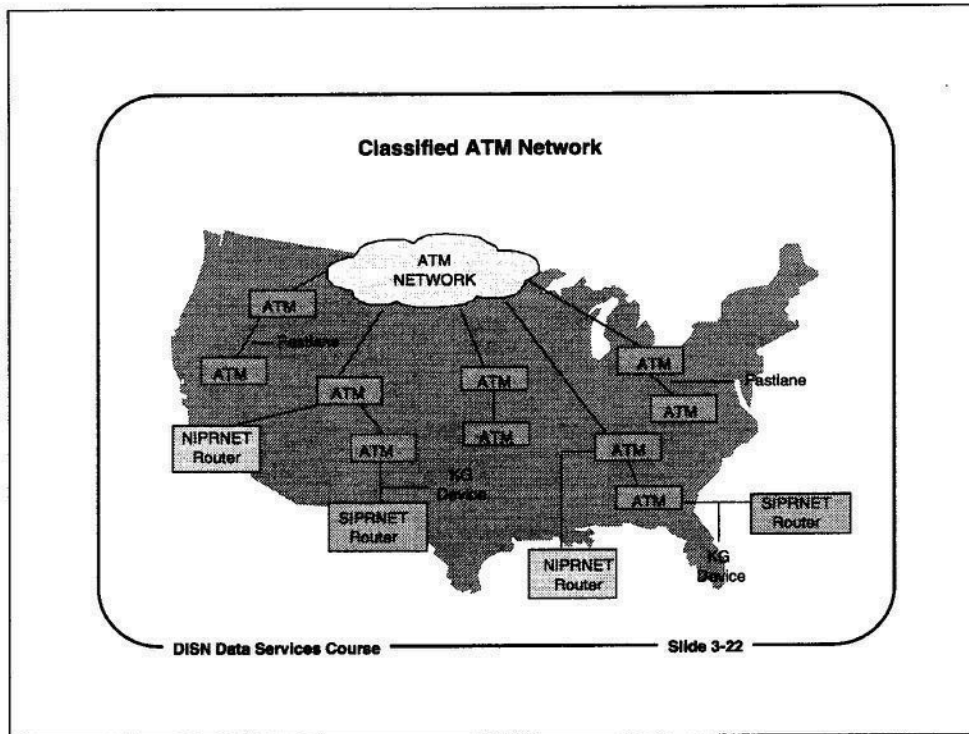 Classified ATM Network
ATM
NETWORK
ATM
Fastlane
ATM
ATM
ATM
ATM
Fastlane
ATM
ATM
NIPRNET
Router
ATM
ATM
ATM
KG
Device
SIPRNET
Router
ATM
SIPRNET
Router
NIPRNET
Router
KG
Device
DISN Data Services Course
Slide 3-22